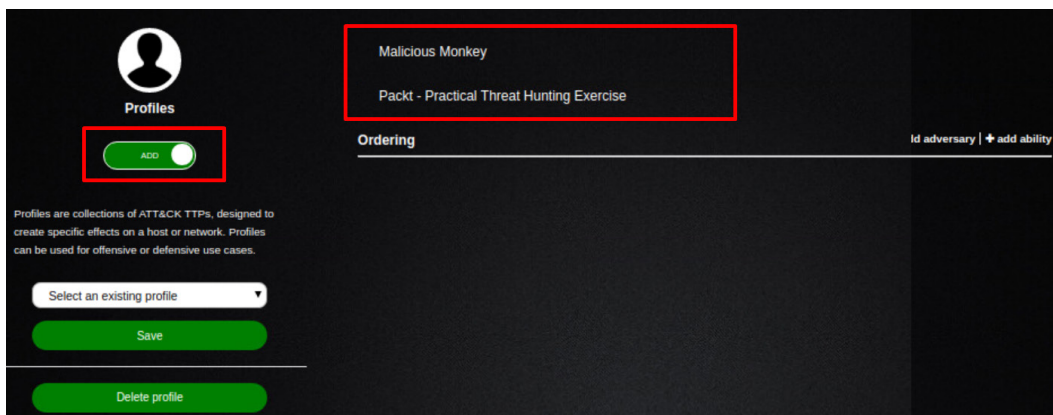 Profiles
ADD
Profiles are collections of ATT&CK TTPs, designed to
create specific effects on a host or network. Profiles
can be used for offensive or defensive use cases.
Select an existing profile
Save
Delete profile
Malicious Monkey
Packt - Practical Threat Hunting Exercise
Ordering
ld adversary | + add ability